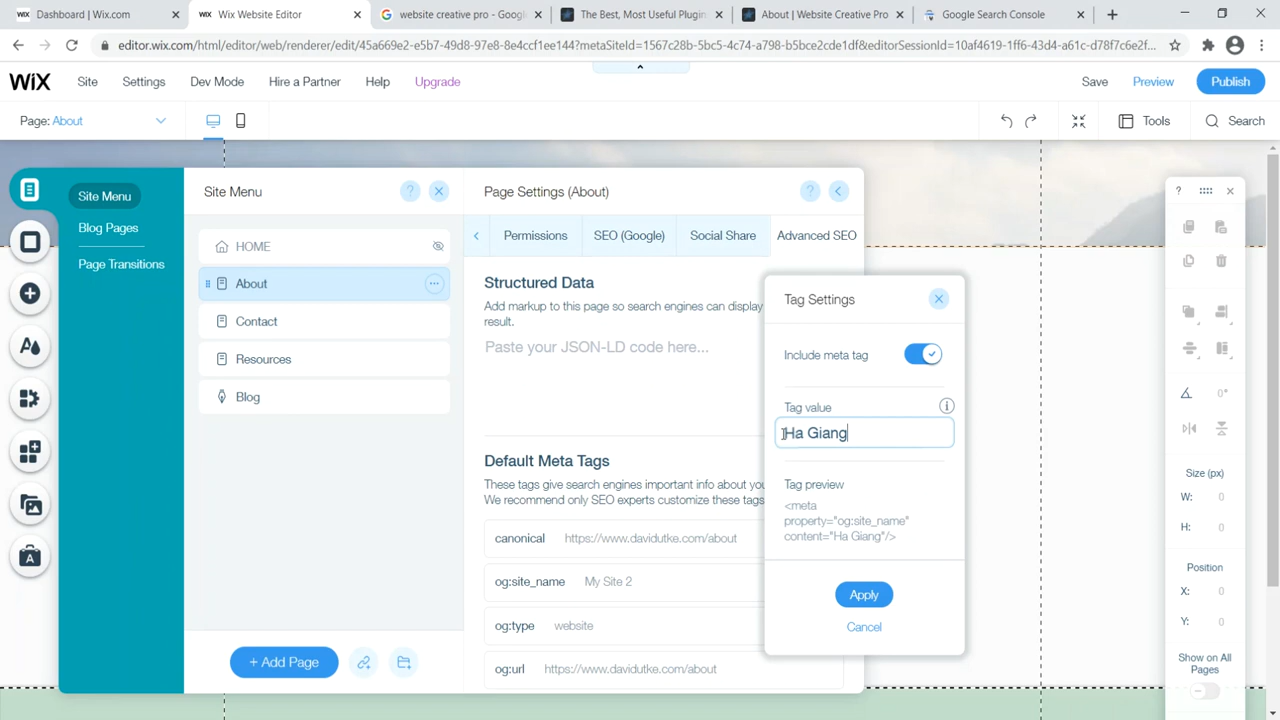 Dashboard | Wix.com
Wix Website Editor
website creative pro - Goog
The Best, Most Useful Plugin
About | Website Creative Pro
Google Search Console
editor.wix.com/html/editor/web/renderer/edit/45a669e2-e5b7-49d8-97e8-8e4ccf1ee144?metaSiteId=1567c28b-5bc5-4c74-a798-b5bce2cde1df&editorSessionId=10af4619-1ff6-43d4-a61c-d78f7c6e2f...
WiX
Site
Settings
Dev Mode
Hire a Partner
Help
Upgrade
Save
Preview
Publish
Page: About
Tools
Search
Site Menu
Blog Pages
Page Transitions
Site Menu
?
HOME
About
Contact
Resources
Blog
+ Add Page
Page Settings (About)
?
Permissions
SEO (Google)
Social Share
Advanced SEO
Structured Data
Add markup to this page so search engines can display
result.
Paste your JSON-LD code here...
Default Meta Tags
These tags give search engines important info about you
We recommend only SEO experts customize these tags
canonical https://www.davidutke.com/about
og:site_name My Site 2
og:type website
og:url https://www.davidutke.com/about
Tag Settings
Include meta tag
Tag value
Ha Giang
Tag preview
<meta
property="og:site_name"
content="Ha Giang"/>
Apply
Cancel
?
0°
Size (px)
W: 0
H: 0
Position
X: 0
Y: 0
Show on All
Pages